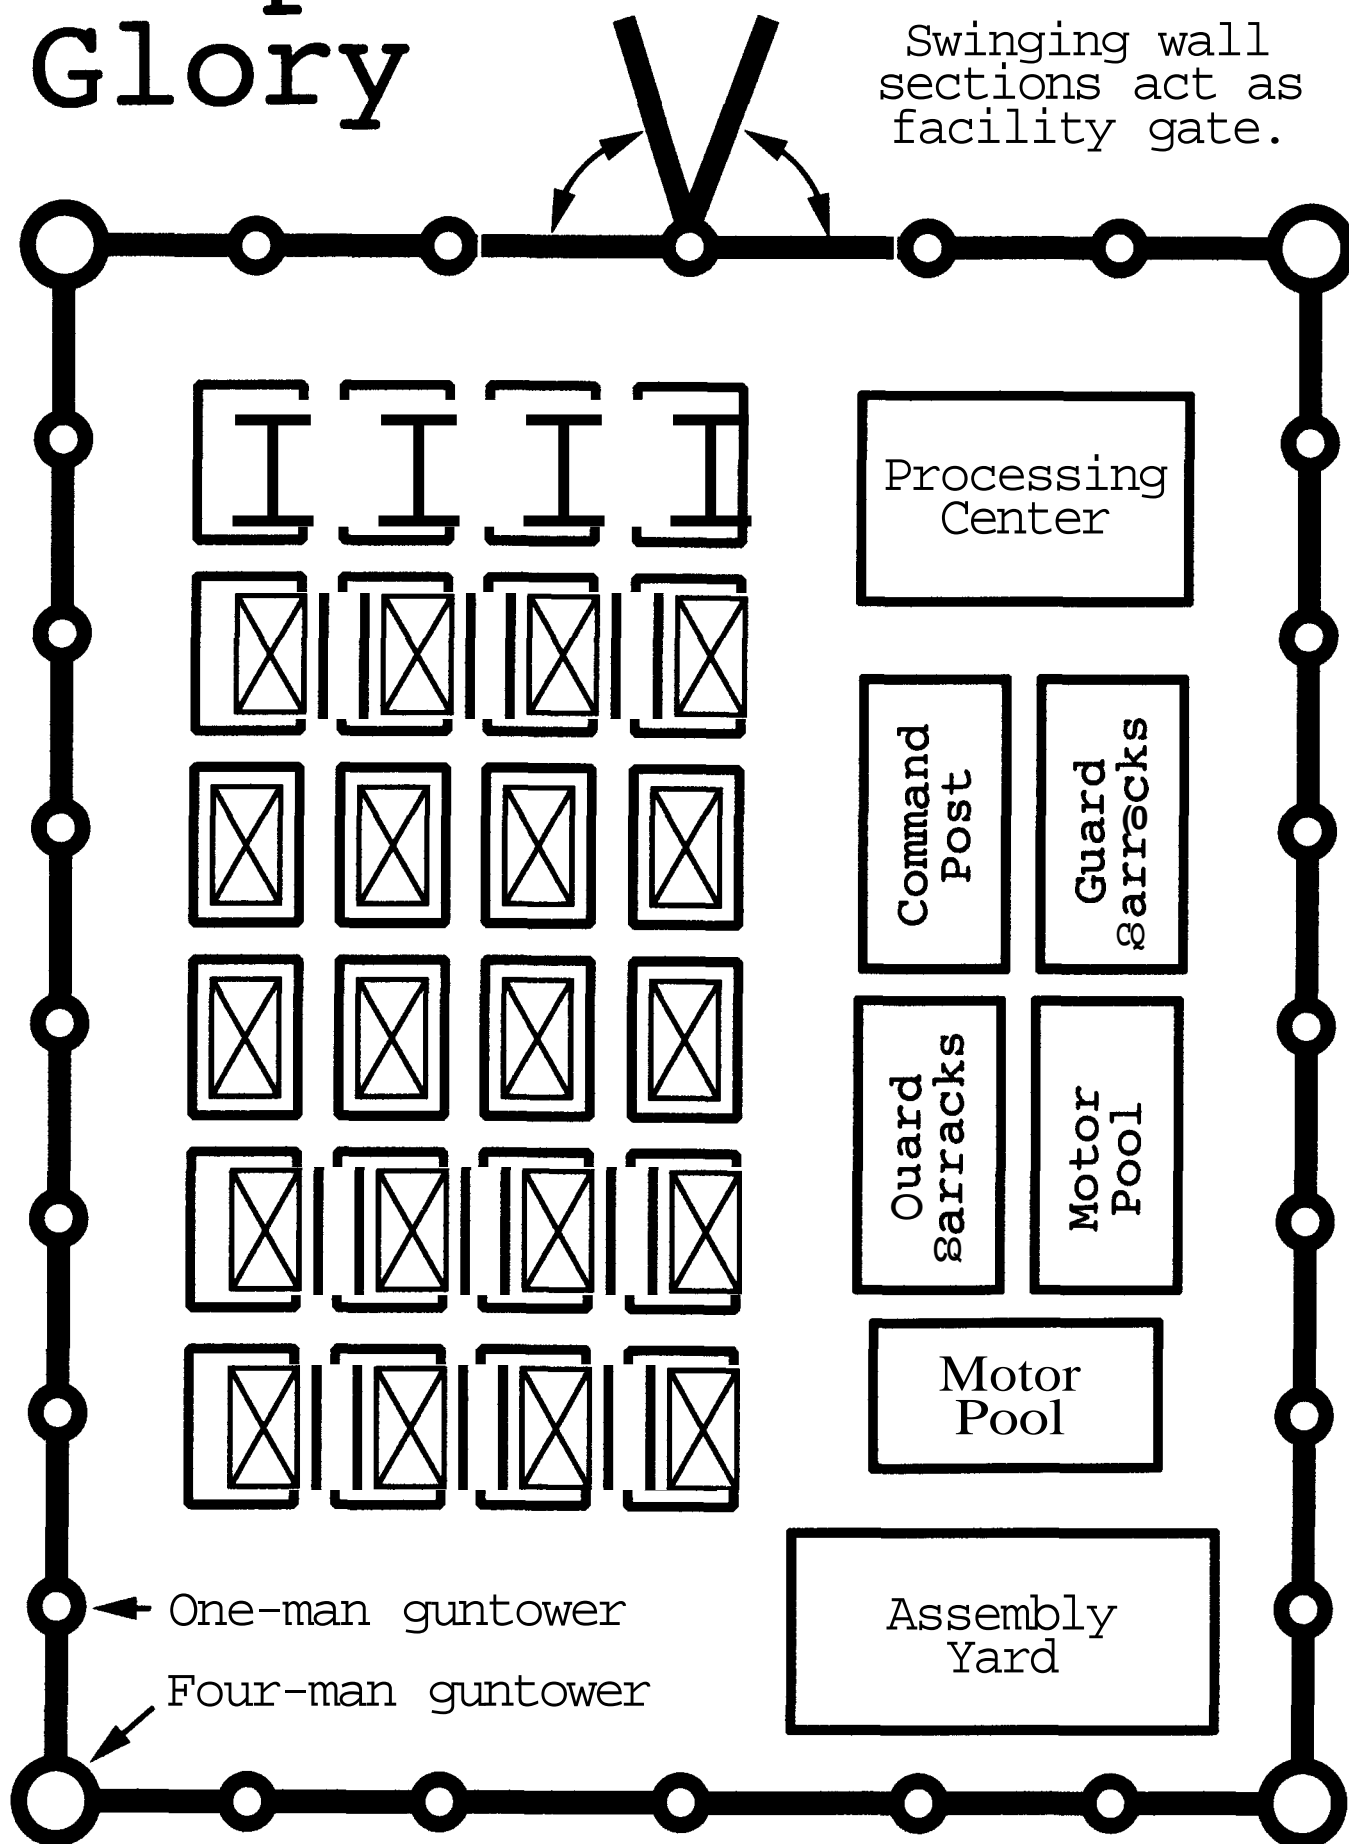 Glory
Swinging wall
sections act as
facility gate.
Processing
Center
Command
Post
Guard
Barracks
Ouard
Barracks
Motor
Pool
Motor
Pool
One-man guntower
Four-man guntower
Assembly
Yard